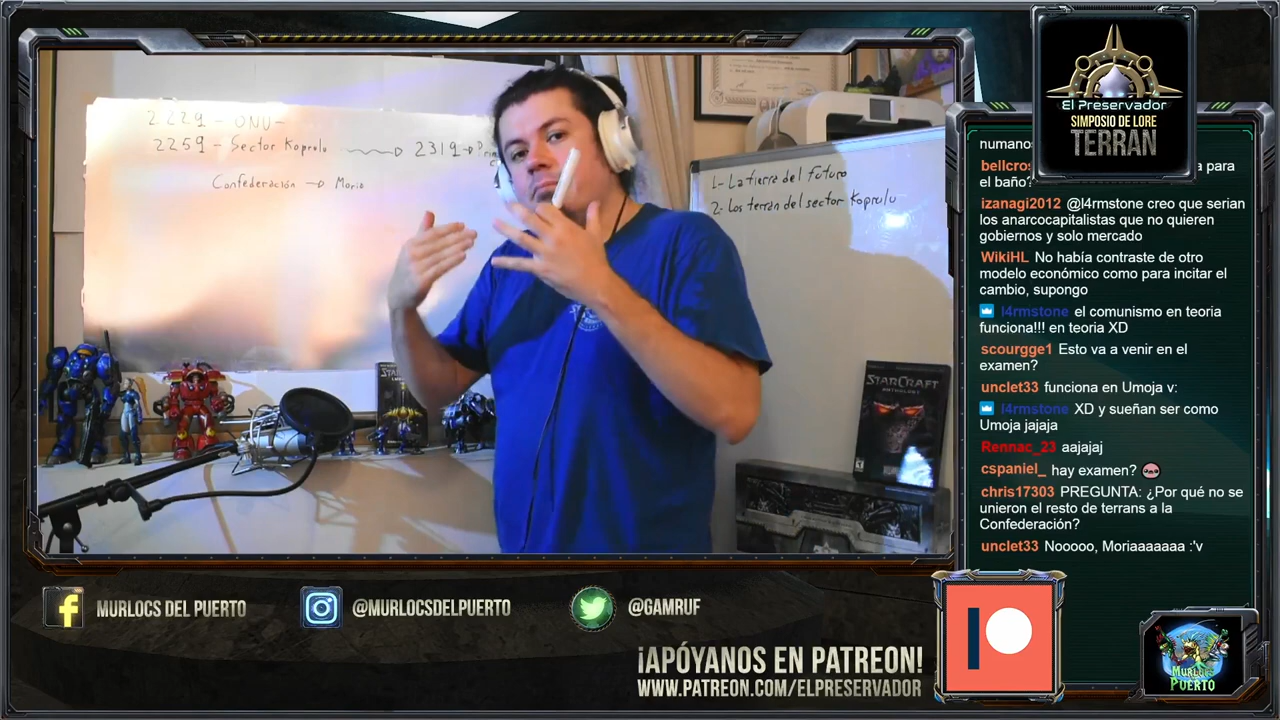 2229 - ONU -
2259 - Sector Koprulu → 2319 →
Confederación → Moria
1- La tierra del futuro
2- Los terran del sector Koprulu
STARCRAFT
ANTHOLOGY
El Preservador
SIMPOSIO DE LORE
TERRAN
humanos
bellcros
a para
el baño?
izanagi2012 @l4rmstone creo que serian
los anarcocapitalistas que no quieren
gobiernos y solo mercado
WikiHL No había contraste de otro
modelo económico como para incitar el
cambio, supongo
l4rmstone el comunismo en teoria
funciona!!! en teoria XD
scourgge1 Esto va a venir en el
examen?
unclet33 funciona en Umoja v:
l4rmstone XD y sueñan ser como
Umoja jajaja
Rennac_23 aajajaj
cspaniel_ hay examen?
chris17303 PREGUNTA: ¿Por qué no se
unieron el resto de terrans a la
Confederación?
unclet33 Nooooo, Moriaaaaaaa :'v
MURLOCS DEL PUERTO
@MURLOCSDELPUERTO
@GAMRUF
¡APÓYANOS EN PATREON!
WWW.PATREON.COM/ELPRESERVADOR
MURLOCS
PUERTO